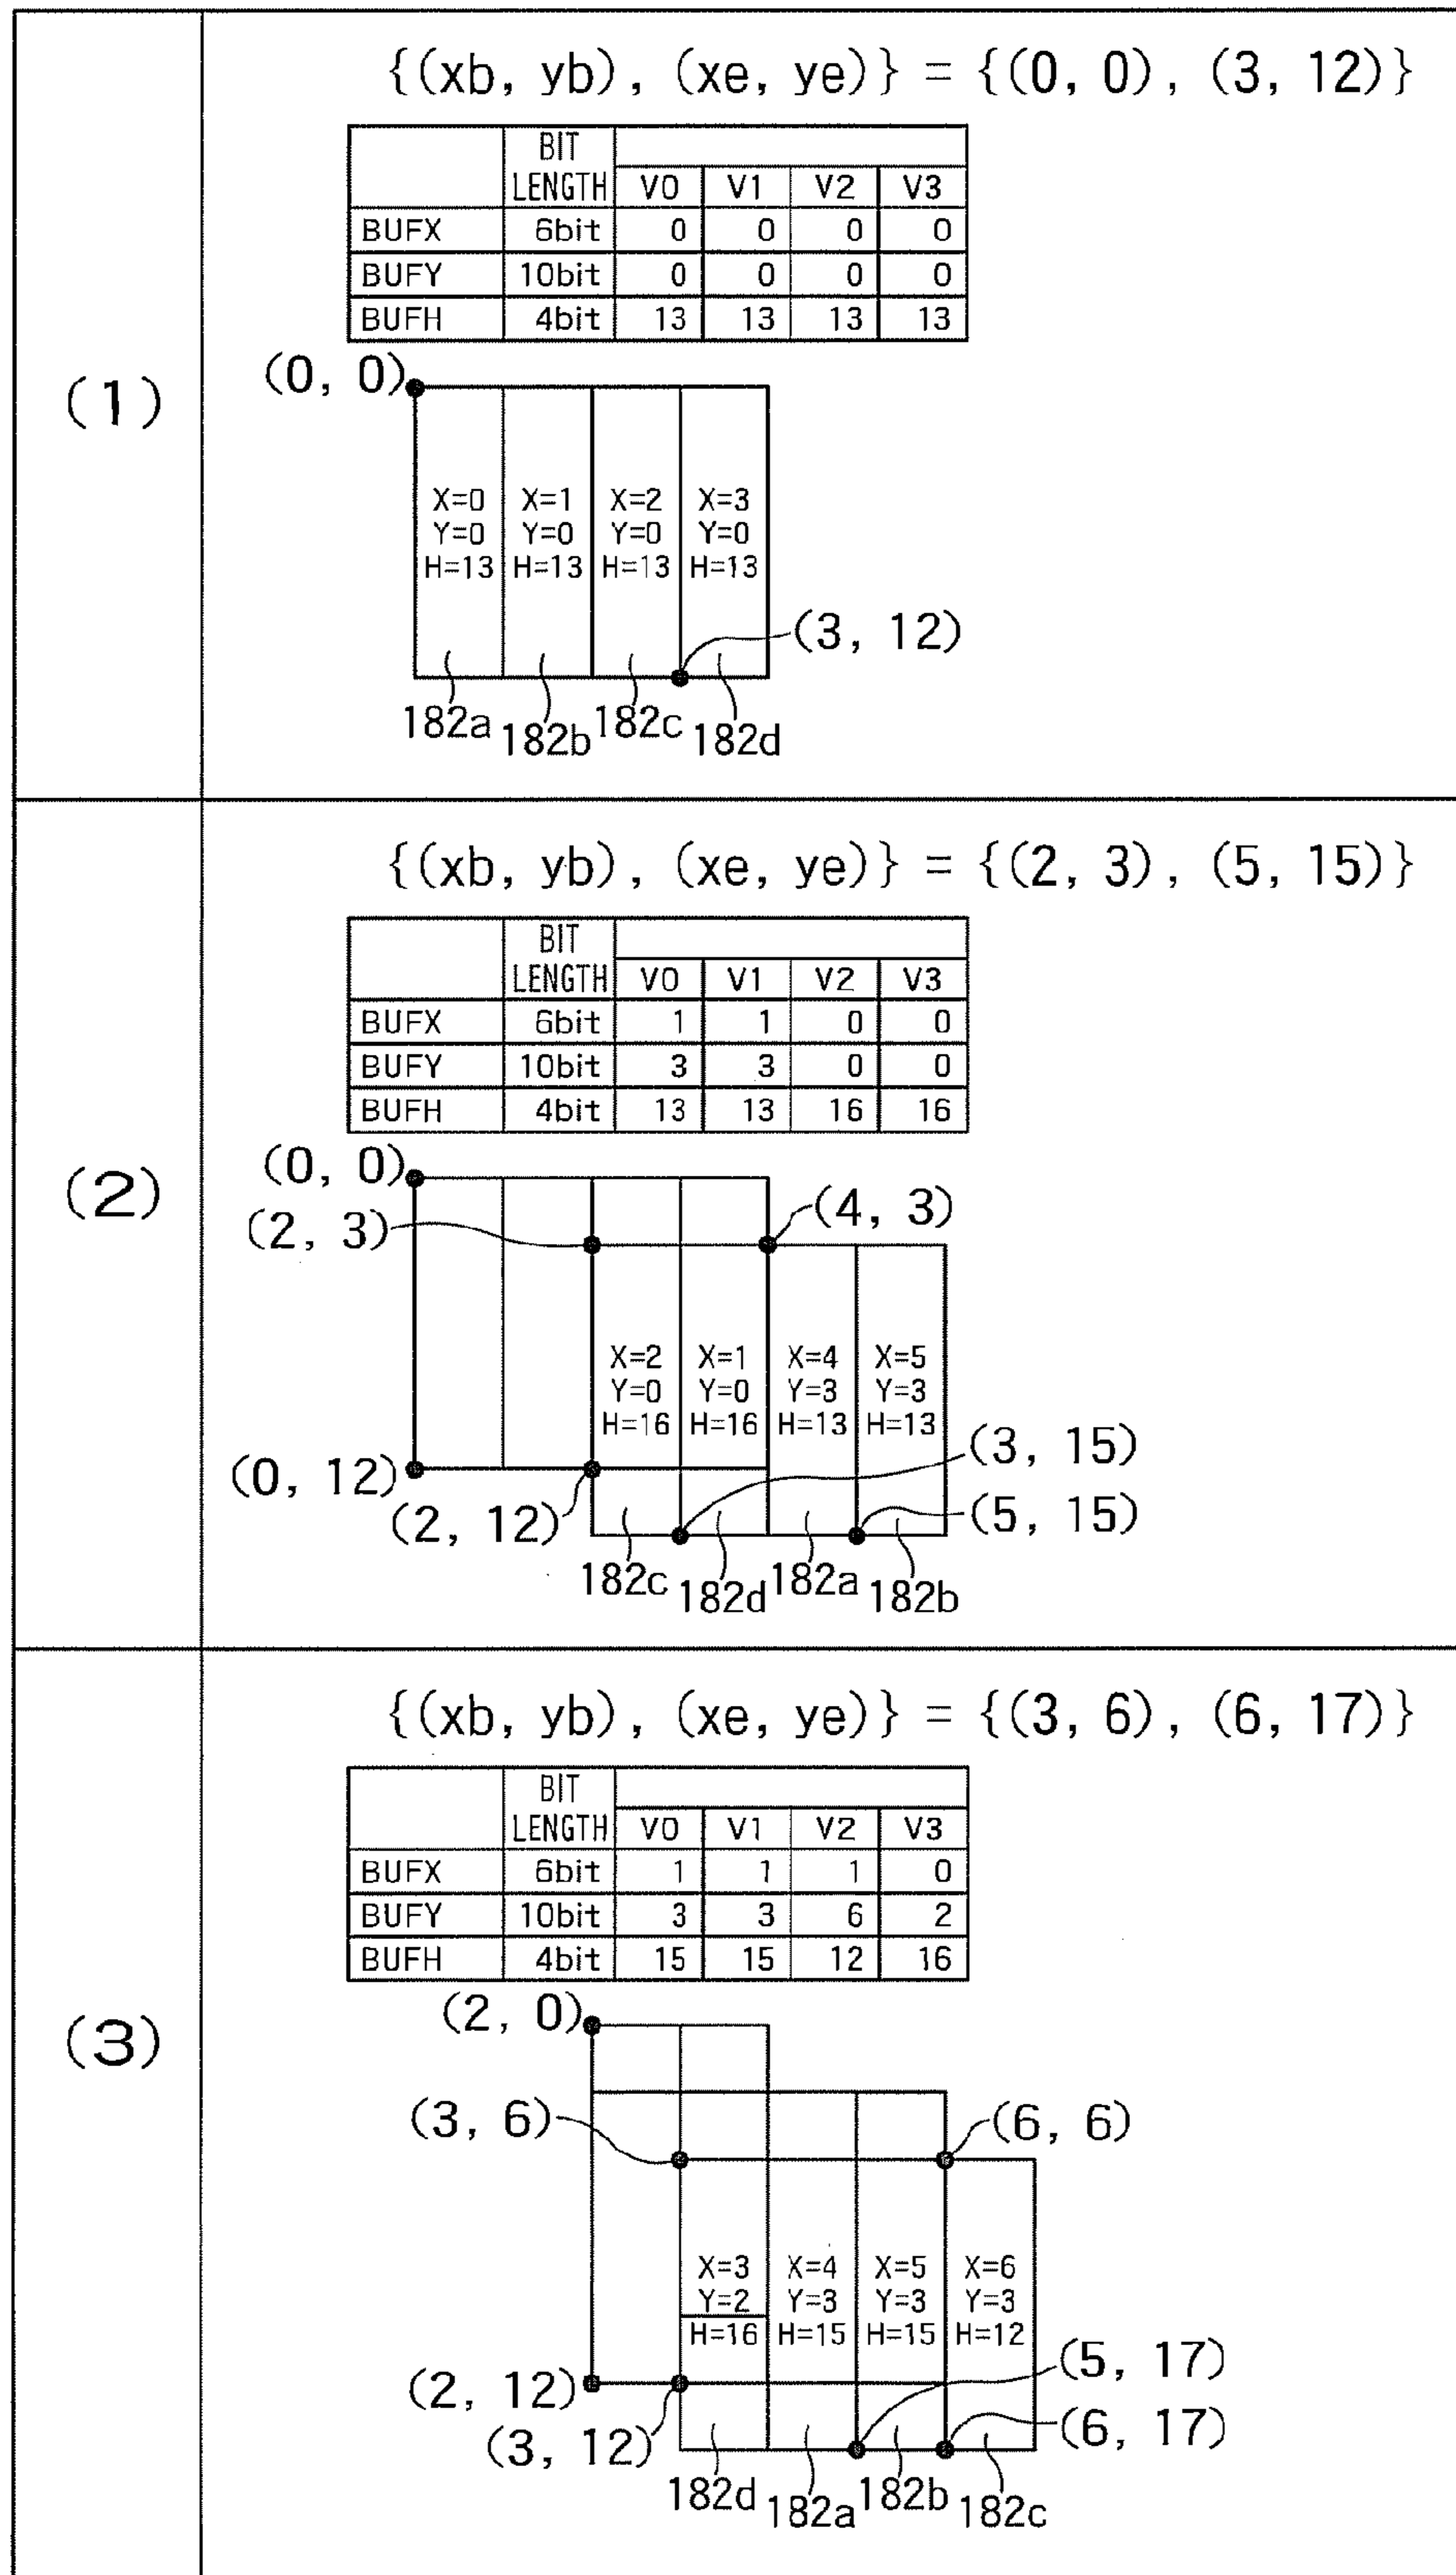 (1)
{(xb, yb), (xe, ye)} = {(0, 0), (3, 12)}
BIT LENGTH V0 V1 V2 V3
BUFX 6bit 0 0 0 0
BUFY 10bit 0 0 0 0
BUFH 4bit 13 13 13 13
(0, 0)
X=0 X=1 X=2 X=3
Y=0 Y=0 Y=0 Y=0
H=13 H=13 H=13 H=13
(3, 12)
182a 182b 182c 182d
(2)
{(xb, yb), (xe, ye)} = {(2, 3), (5, 15)}
BIT LENGTH V0 V1 V2 V3
BUFX 6bit 1 1 0 0
BUFY 10bit 3 3 0 0
BUFH 4bit 13 13 16 16
(0, 0)
(2, 3) (4, 3)
X=2 X=1 X=4 X=5
Y=0 Y=0 Y=3 Y=3
H=16 H=16 H=13 H=13
(3, 15)
(0, 12)
(2, 12) (5, 15)
182c 182d 182a 182b
(3)
{(xb, yb), (xe, ye)} = {(3, 6), (6, 17)}
BIT LENGTH V0 V1 V2 V3
BUFX 6bit 1 1 1 0
BUFY 10bit 3 3 6 2
BUFH 4bit 15 15 12 16
(2, 0)
(3, 6) (6, 6)
X=3 X=4 X=5 X=6
Y=2 Y=3 Y=3 Y=3
H=16 H=15 H=15 H=12
(5, 17)
(2, 12)
(3, 12) (6, 17)
182d 182a 182b 182c